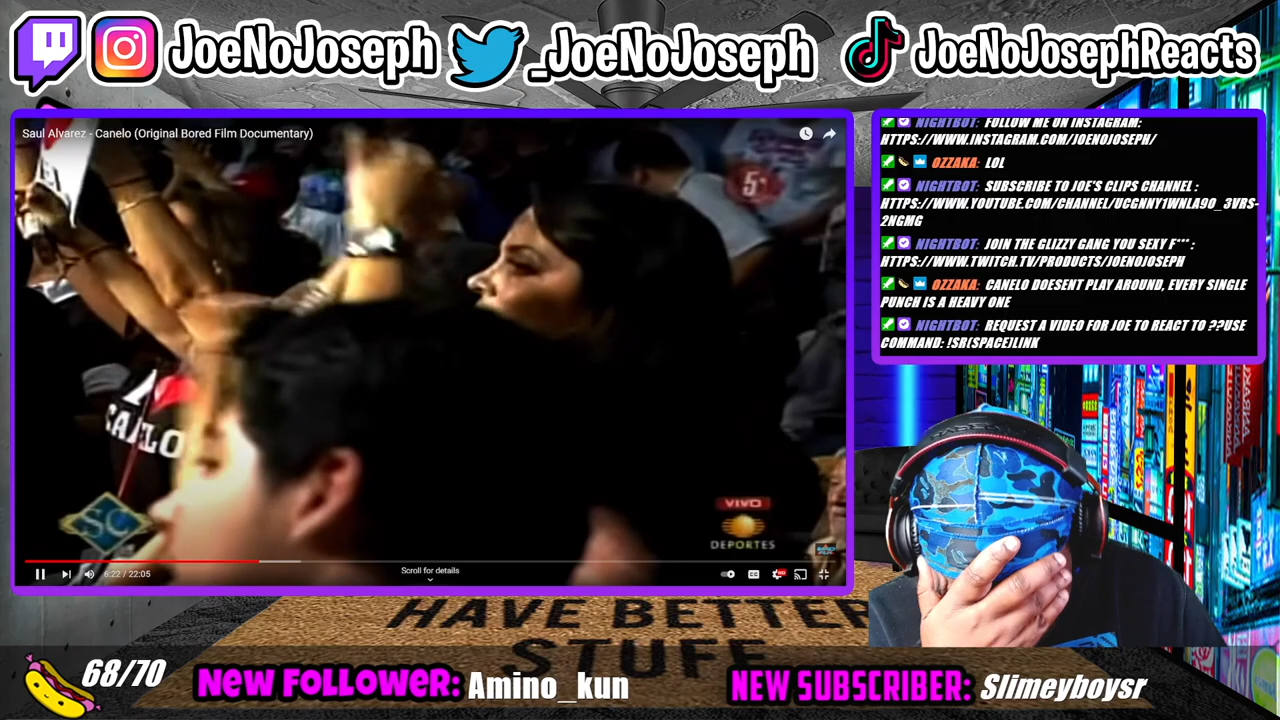 JoeNoJoseph
_JoeNoJoseph
JoeNoJosephReacts
Saul Alvarez - Canelo (Original Bored Film Documentary)
NIGHTBOT: FOLLOW ME ON INSTAGRAM:
HTTPS://WWW.INSTAGRAM.COM/JOENOJOSEPH/
OZZAKA: LOL
NIGHTBOT: SUBSCRIBE TO JOE'S CLIPS CHANNEL :
HTTPS://WWW.YOUTUBE.COM/CHANNEL/UCGNNY1WNLA90_3VRS-
2NGMG
NIGHTBOT: JOIN THE GLIZZY GANG YOU SEXY F*** :
HTTPS://WWW.TWITCH.TV/PRODUCTS/JOENOJOSEPH
OZZAKA: CANELO DOESENT PLAY AROUND, EVERY SINGLE
PUNCH IS A HEAVY ONE
NIGHTBOT: REQUEST A VIDEO FOR JOE TO REACT TO ??USE
COMMAND: !SR(SPACE)LINK
CANELO
SC
VIVO
DEPORTES
6:22 / 22:05
Scroll for details
HAVE BETTER
STUFF
68/70
New Follower: Amino_kun
NEW SUBSCRIBER: Slimeyboysr